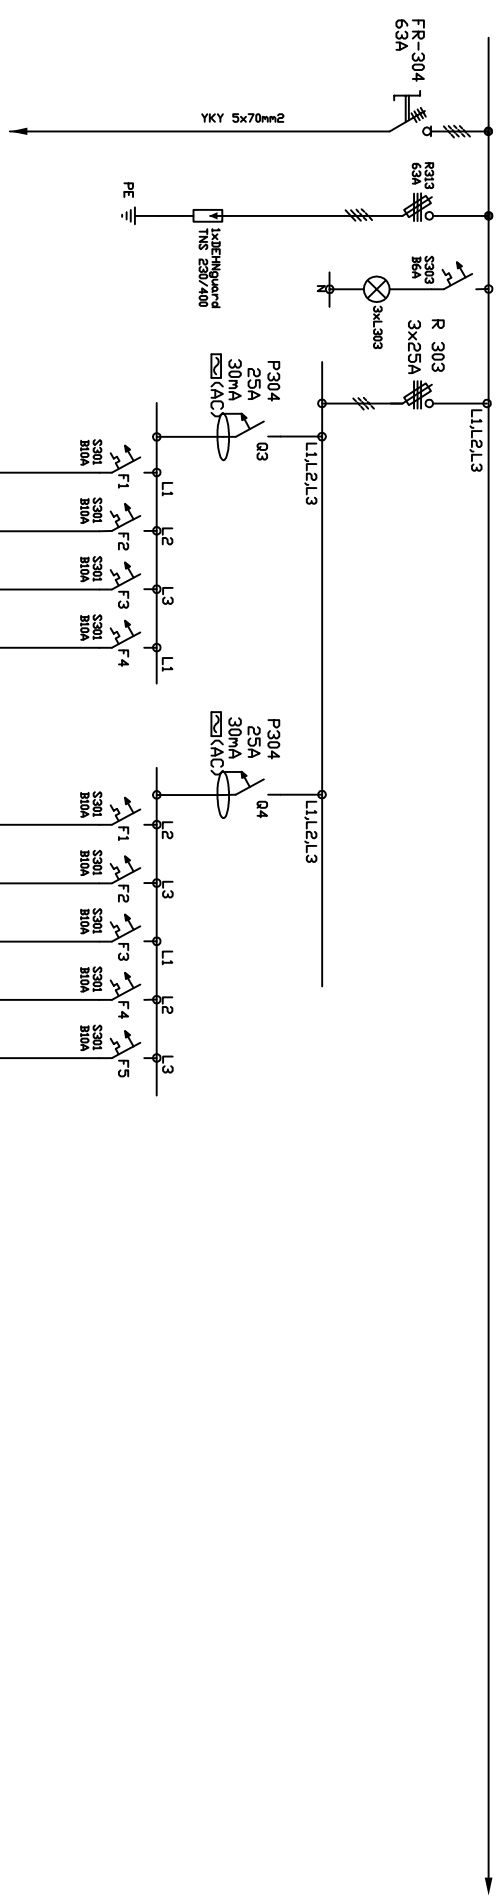 FR-304
63A
YKY 5x70mm2
R313
63A
1xDEHNguard
TNS 230/400
PE
S303
B6A
3xL303
N
R 303
3x25A
L1,L2,L3
L1,L2,L3
P304
25A
30mA
(AC)
Q3
L1
F1
S301
B10A
L2
F2
S301
B10A
L3
F3
S301
B10A
L1
F4
S301
B10A
L1,L2,L3
P304
25A
30mA
(AC)
Q4
L2
F1
S301
B10A
L3
F2
S301
B10A
L1
F3
S301
B10A
L2
F4
S301
B10A
L3
F5
S301
B10A